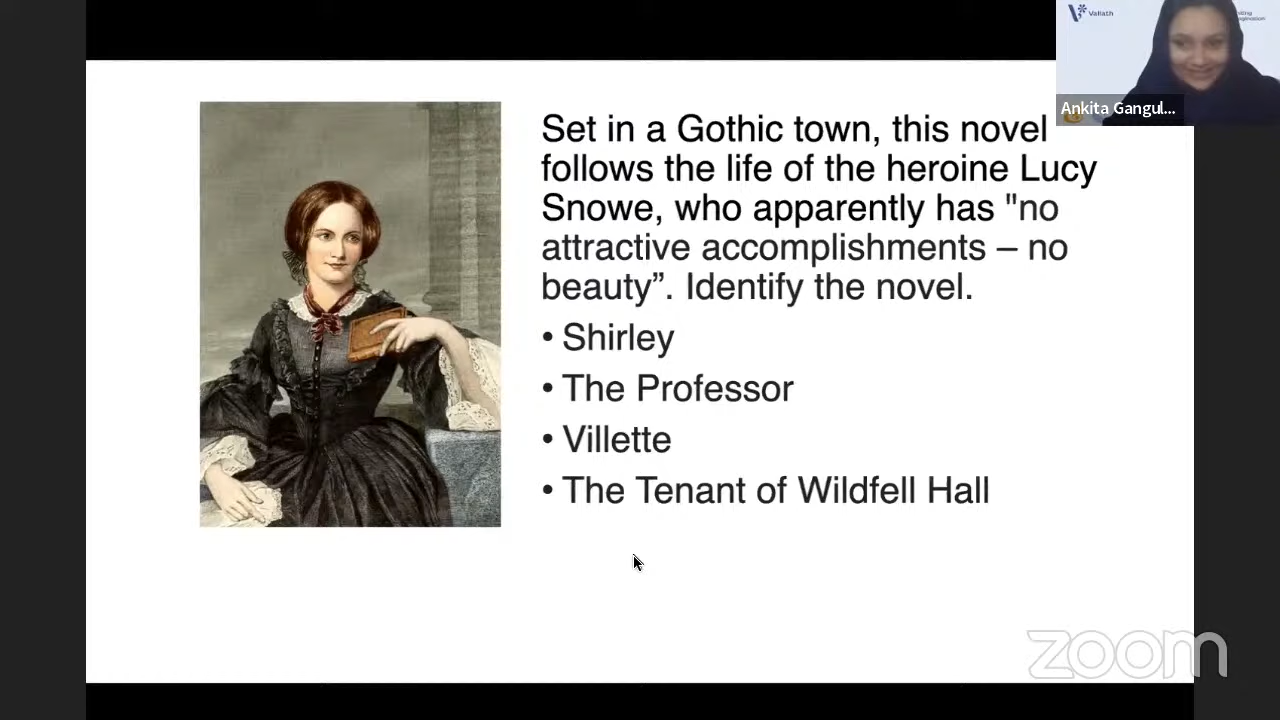 Vallath
Ankita Gangul...
Set in a Gothic town, this novel
follows the life of the heroine Lucy
Snowe, who apparently has "no
attractive accomplishments – no
beauty”. Identify the novel.
• Shirley
• The Professor
• Villette
• The Tenant of Wildfell Hall
zoom